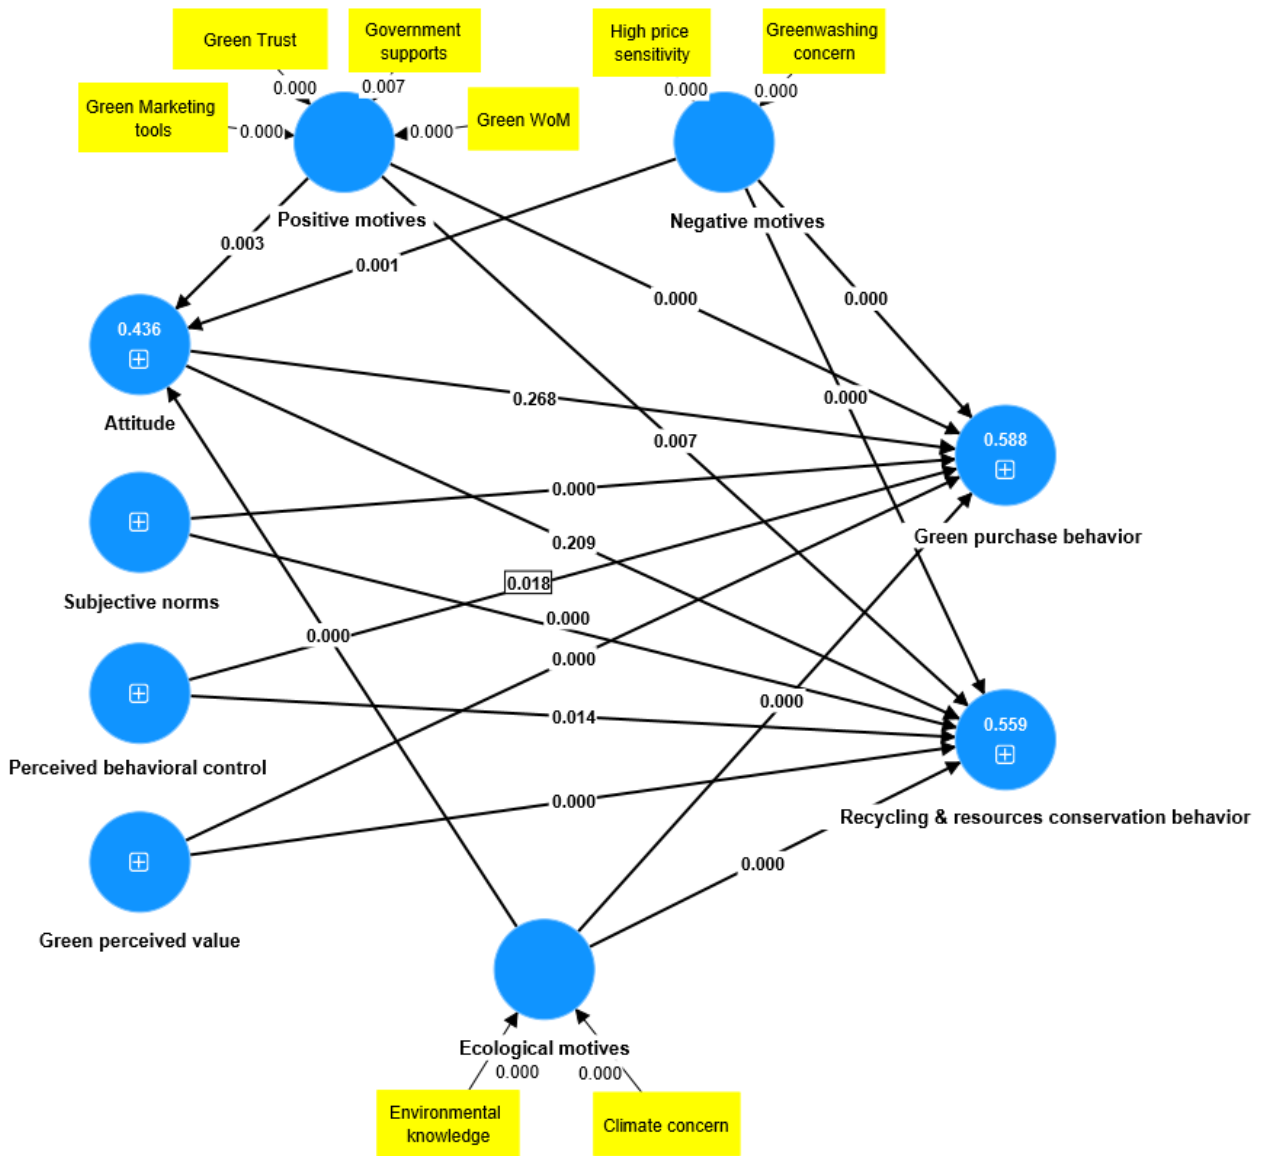 Green Trust
Government
supports
High price
sensitivity
Greenwashing
concern
0.000
0.007
0.000
0.000
Green Marketing
tools
0.000
0.000
Green WoM
Positive motives
Negative motives
0.003
0.001
0.000
0.000
0.436
Attitude
0.268
0.000
0.007
0.588
Green purchase behavior
0.000
0.209
Subjective norms
0.018
0.000
0.000
0.000
0.000
0.014
0.559
Perceived behavioral control
0.000
Recycling & resources conservation behavior
0.000
Green perceived value
Ecological motives
0.000
0.000
Environmental
knowledge
Climate concern